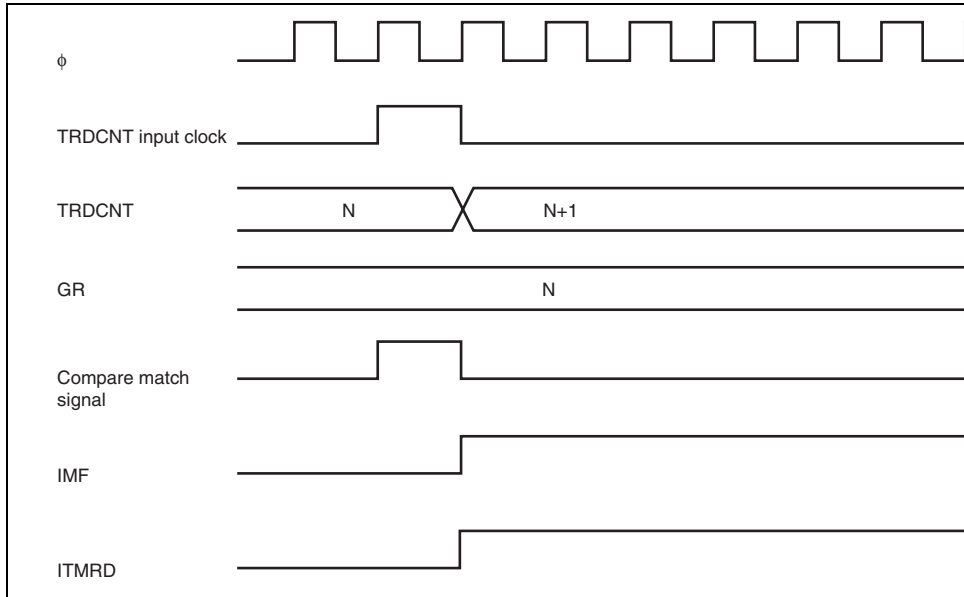 φ
TRDCNT input clock
TRDCNT
N
N+1
GR
N
Compare match
signal
IMF
ITMRD